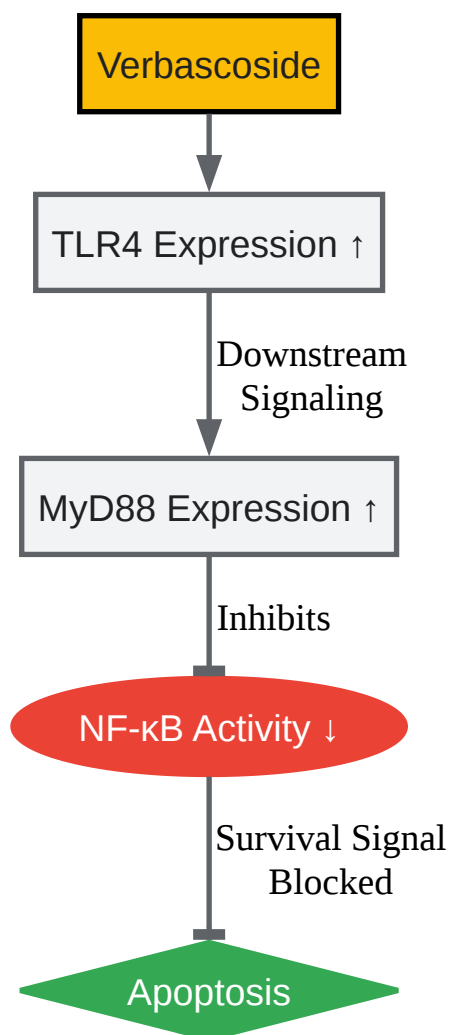 Verbascoside
TLR4 Expression ↑
Downstream
Signaling
MyD88 Expression ↑
Inhibits
NF-κB Activity ↓
Survival Signal
Blocked
Apoptosis